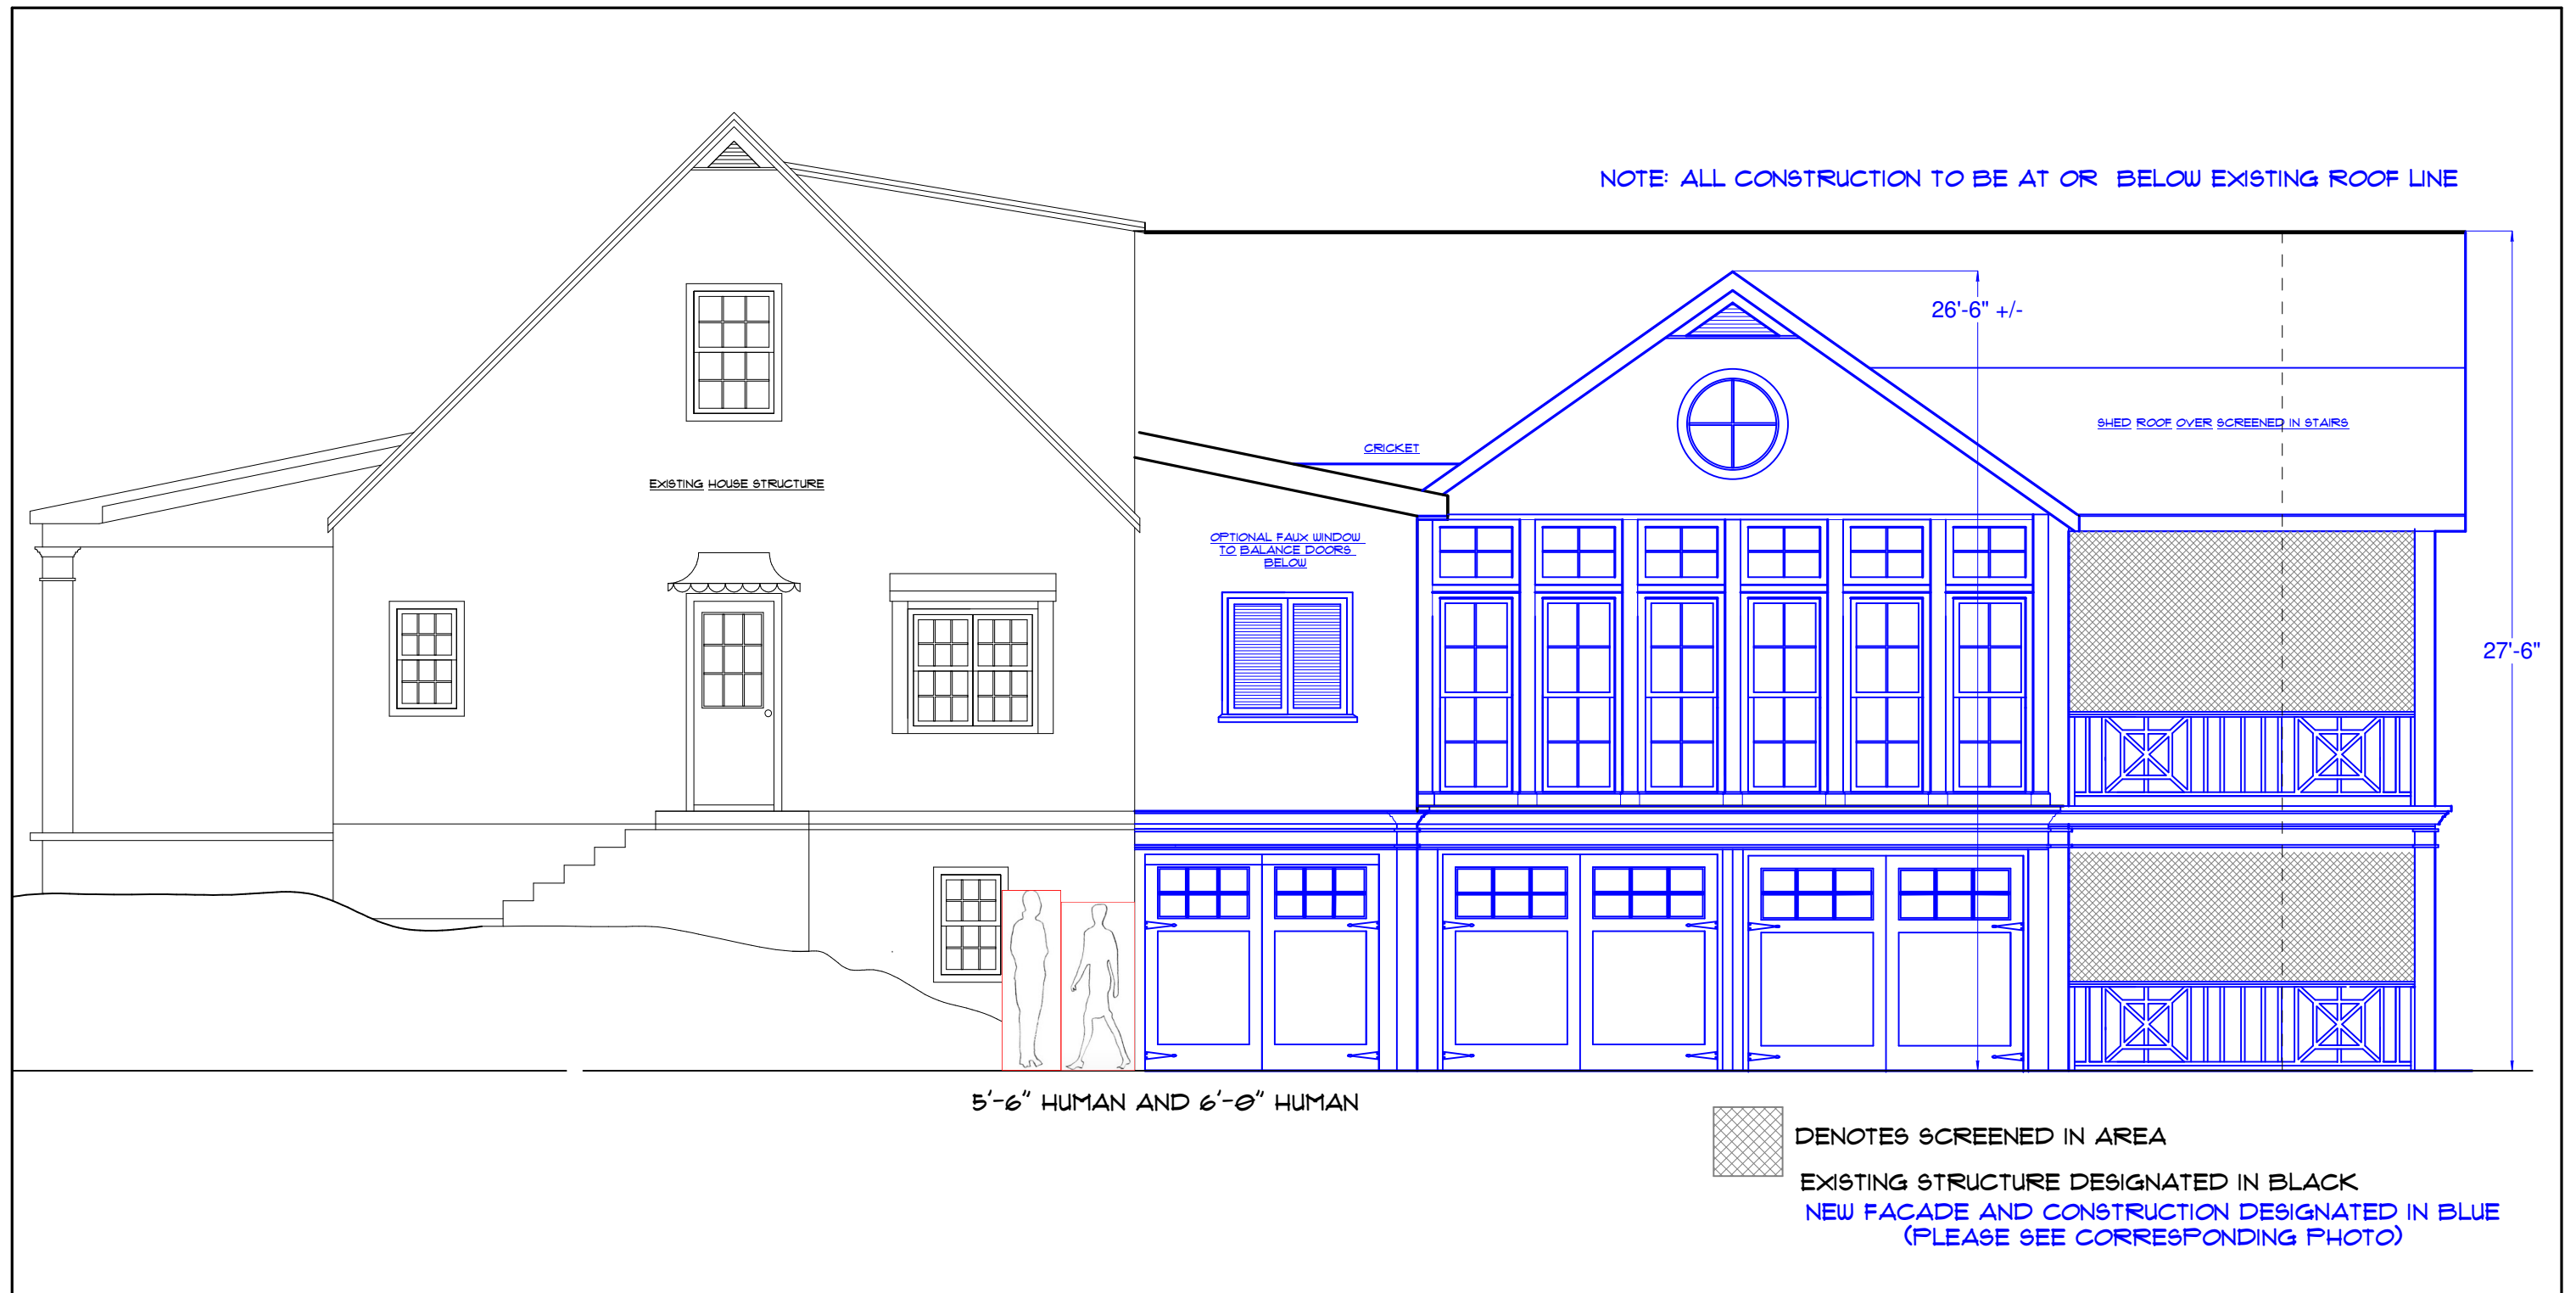 NOTE: ALL CONSTRUCTION TO BE AT OR BELOW EXISTING ROOF LINE
26'-6" +/-
SHED ROOF OVER SCREENED IN STAIRS
CRICKET
EXISTING HOUSE STRUCTURE
OPTIONAL FAUX WINDOW
TO BALANCE DOORS
BELOW
27'-6"
5'-6" HUMAN AND 6'-0" HUMAN
DENOTES SCREENED IN AREA
EXISTING STRUCTURE DESIGNATED IN BLACK
NEW FACADE AND CONSTRUCTION DESIGNATED IN BLUE
(PLEASE SEE CORRESPONDING PHOTO)